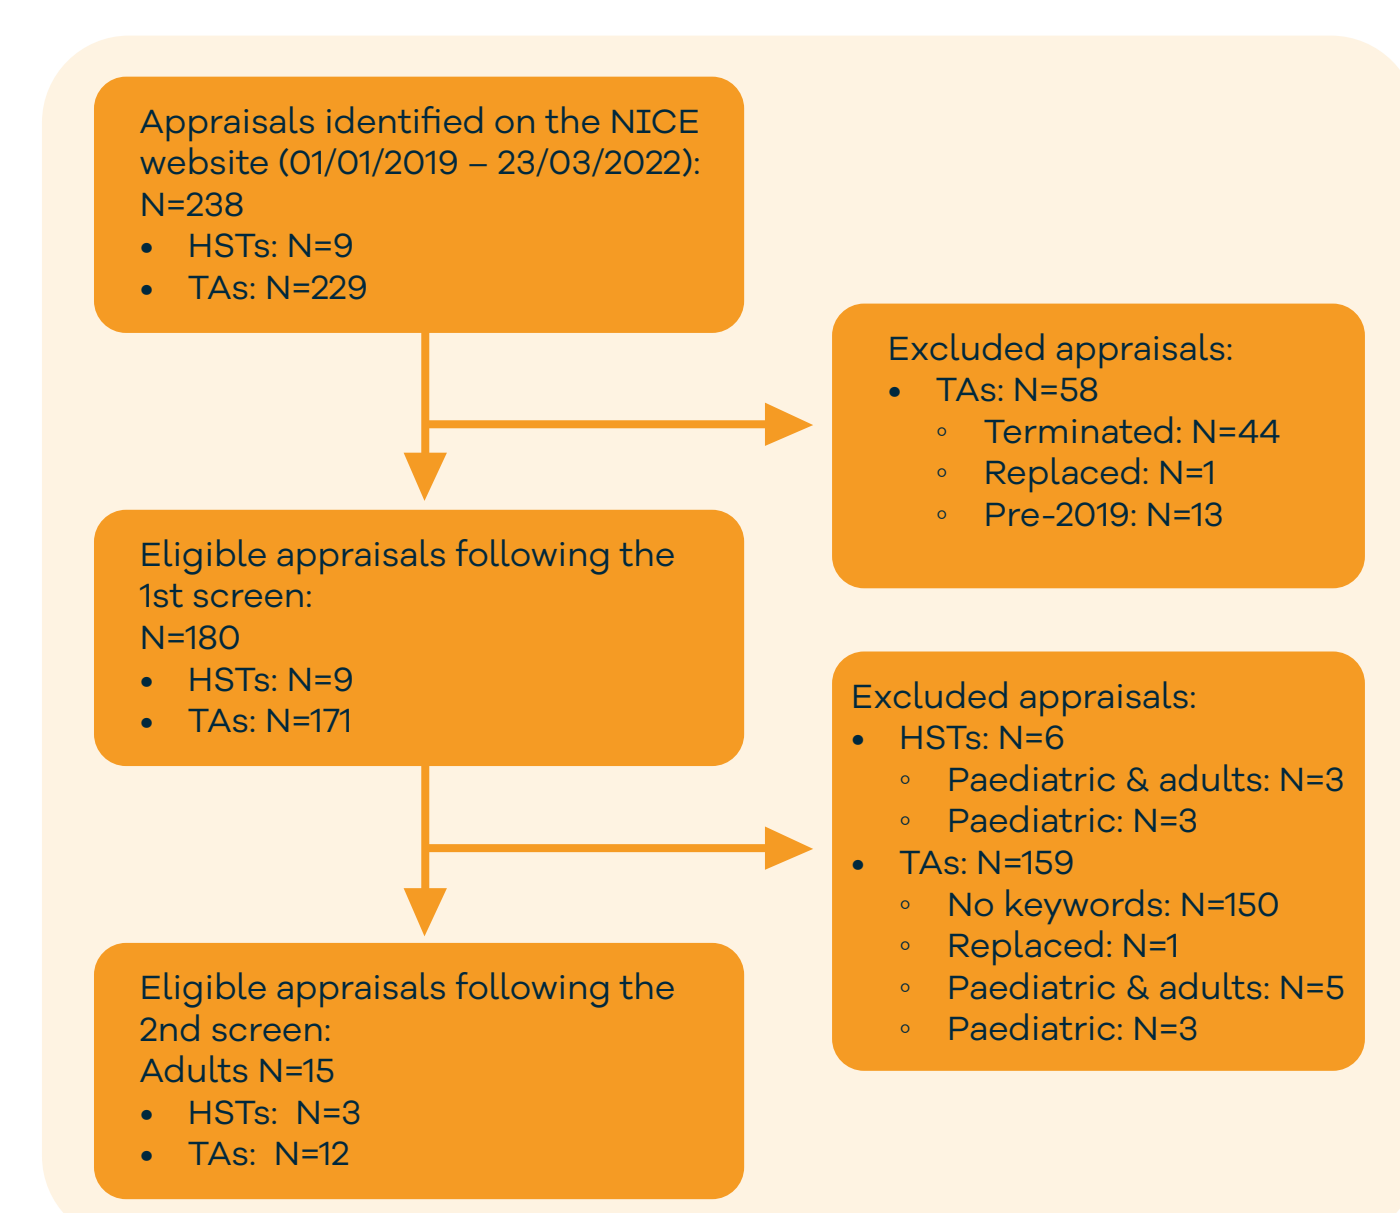 Appraisals identified on the NICE
website (01/01/2019 – 23/03/2022):
N=238
• HSTs: N=9
• TAs: N=229
Excluded appraisals:
• TAs: N=58
◦ Terminated: N=44
◦ Replaced: N=1
◦ Pre-2019: N=13
Eligible appraisals following the
1st screen:
N=180
• HSTs: N=9
• TAs: N=171
Excluded appraisals:
• HSTs: N=6
◦ Paediatric & adults: N=3
◦ Paediatric: N=3
• TAs: N=159
◦ No keywords: N=150
◦ Replaced: N=1
◦ Paediatric & adults: N=5
◦ Paediatric: N=3
Eligible appraisals following the
2nd screen:
Adults N=15
• HSTs: N=3
• TAs: N=12